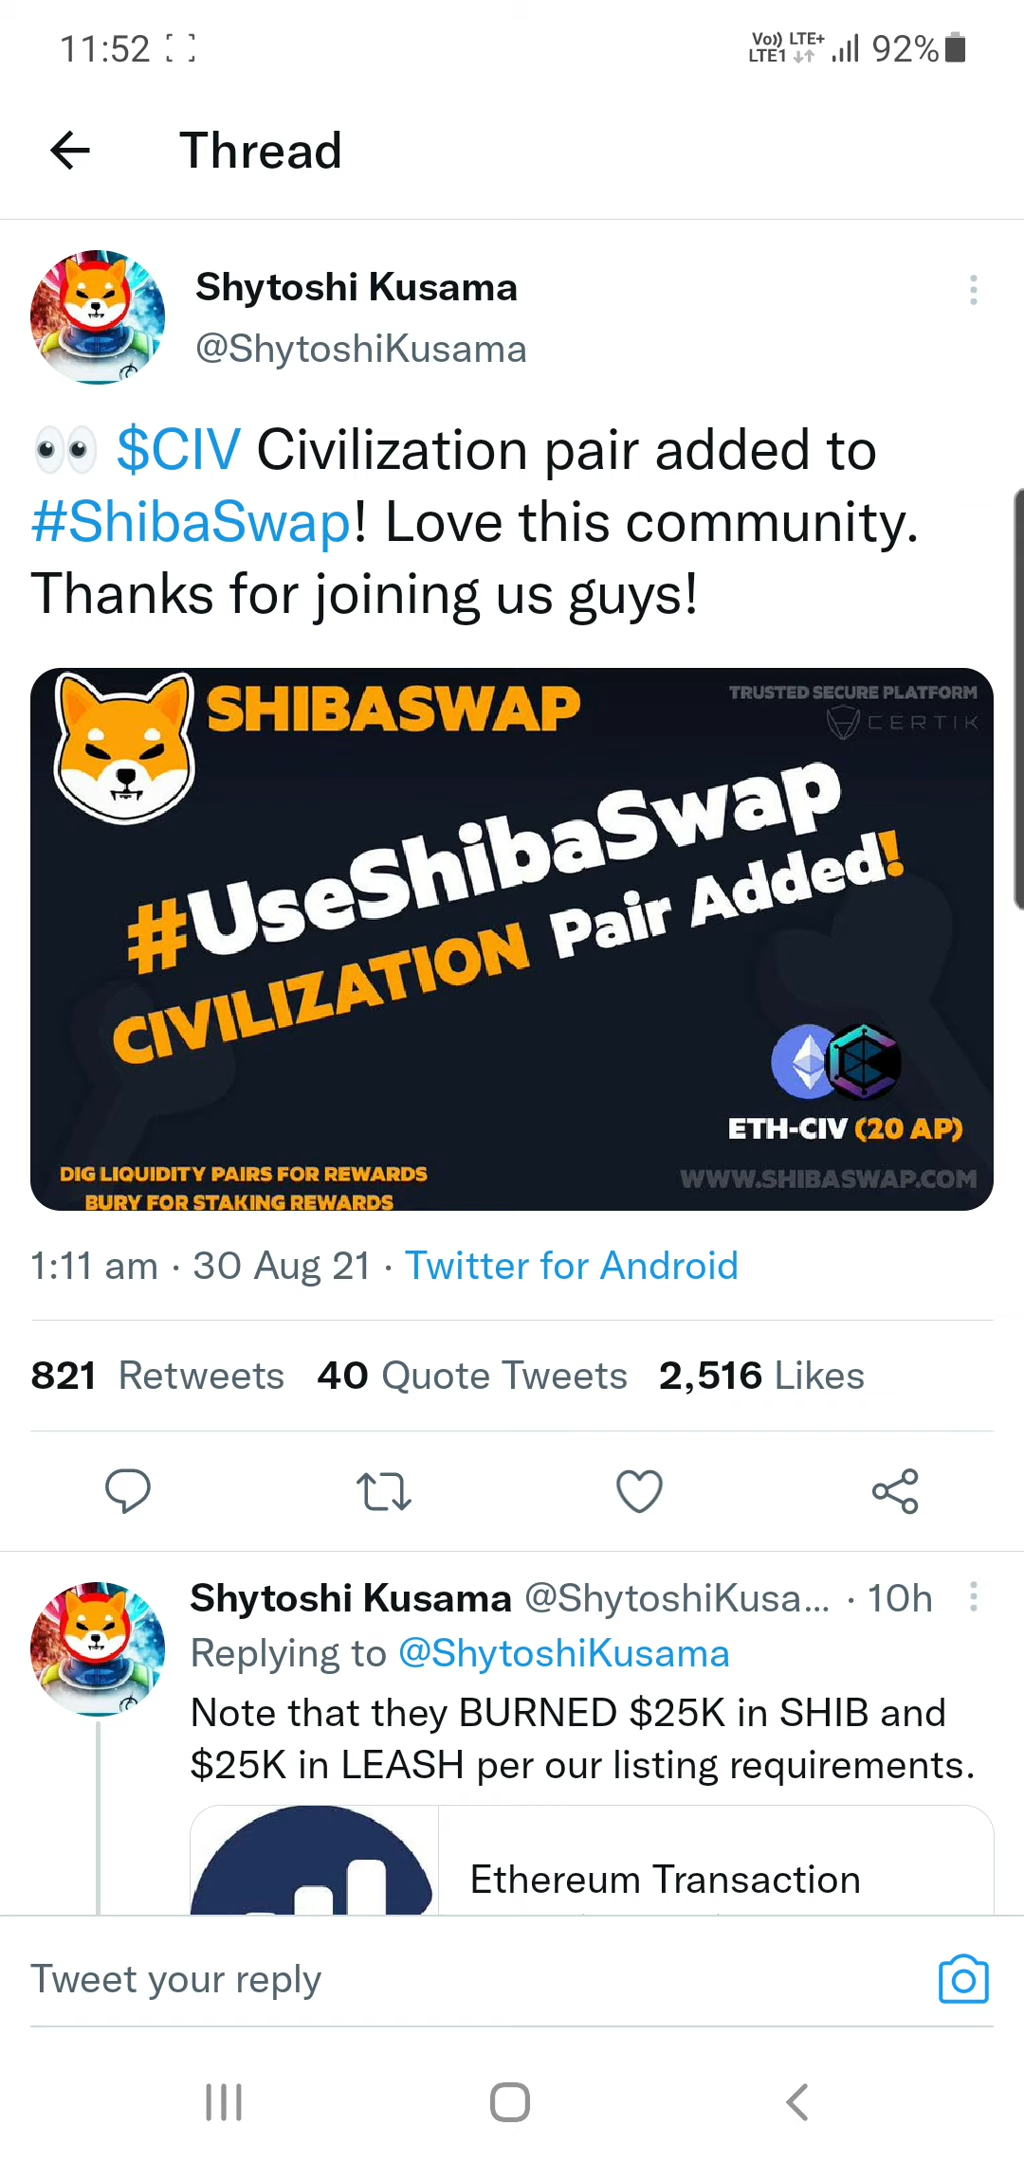 11:52
Vo)) LTE+
LTE1
92%
Thread
Shytoshi Kusama
@ShytoshiKusama
👀 $CIV Civilization pair added to
#ShibaSwap! Love this community.
Thanks for joining us guys!
SHIBASWAP
TRUSTED SECURE PLATFORM
CERTIK
#UseShibaSwap
CIVILIZATION Pair Added!
ETH-CIV (20 AP)
DIG LIQUIDITY PAIRS FOR REWARDS
BURY FOR STAKING REWARDS
WWW.SHIBASWAP.COM
1:11 am · 30 Aug 21 · Twitter for Android
821 Retweets 40 Quote Tweets 2,516 Likes
Shytoshi Kusama @ShytoshiKusa... · 10h
Replying to @ShytoshiKusama
Note that they BURNED $25K in SHIB and
$25K in LEASH per our listing requirements.
Ethereum Transaction
Tweet your reply